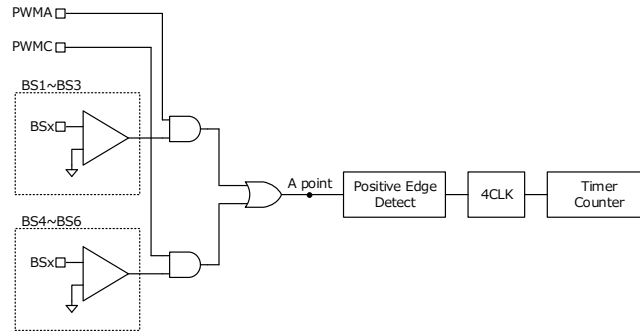 PWMA
PWMC
BS1~BS3
BSx
A point
Positive Edge
Detect
4CLK
Timer
Counter
BS4~BS6
BSx